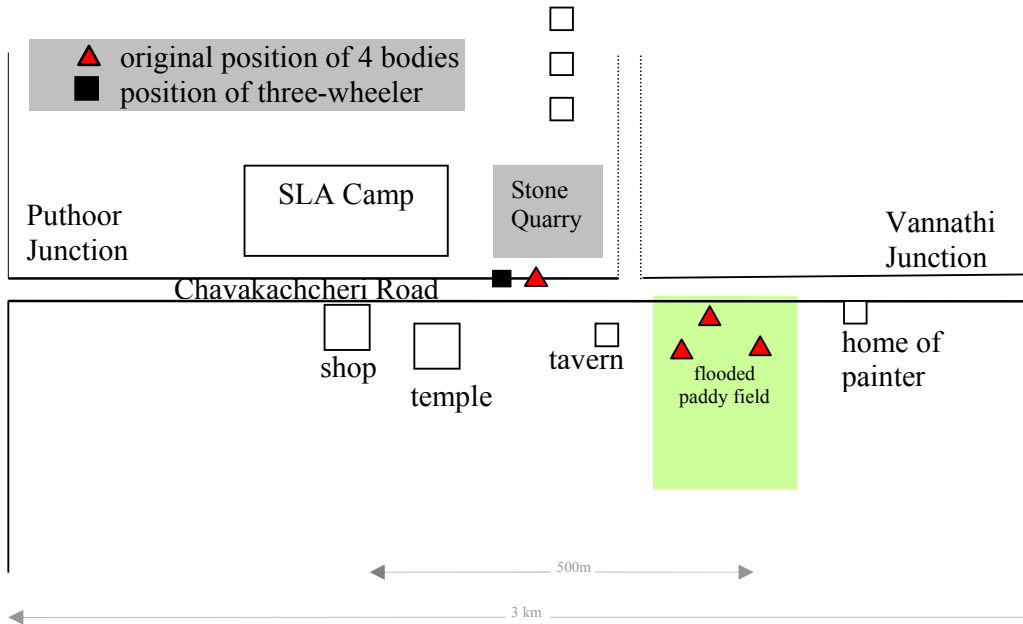 original position of 4 bodies
position of three-wheeler
SLA Camp
Stone
Quarry
Puthoor
Junction
Vannathi
Junction
Chavakachcheri Road
shop
temple
tavern
flooded
paddy field
home of
painter
500m
3 km